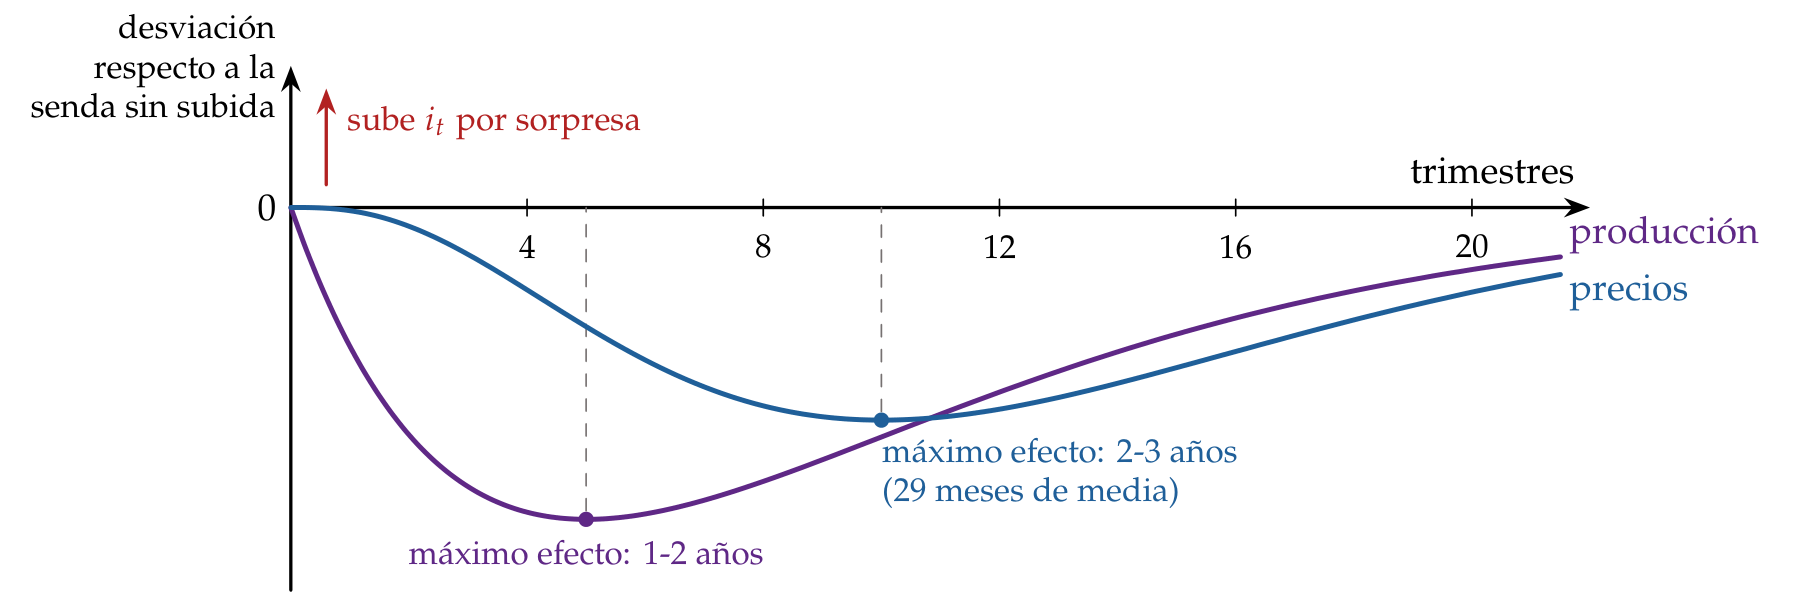 desviación
respecto a la
senda sin subida
sube iₜ por sorpresa
trimestres
0
4
8
12
16
20
producción
precios
máximo efecto: 2-3 años
(29 meses de media)
máximo efecto: 1-2 años